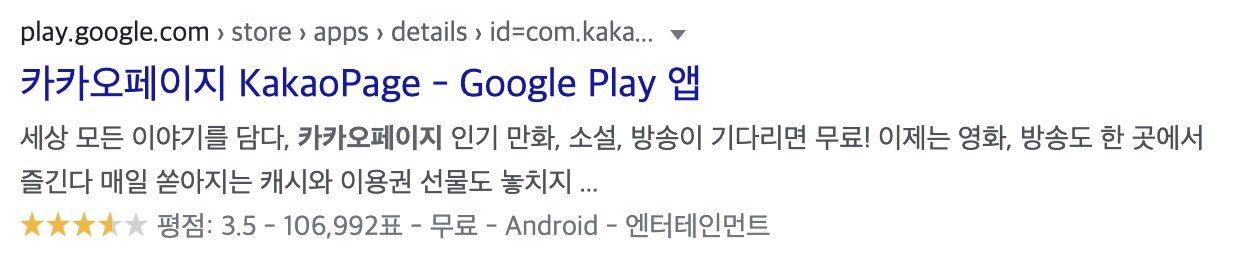 play.google.com › store › apps › details › id=com.kaka...
카카오페이지 KakaoPage - Google Play 앱
세상 모든 이야기를 담다, 카카오페이지 인기 만화, 소설, 방송이 기다리면 무료! 이제는 영화, 방송도 한 곳에서
즐긴다 매일 쏟아지는 캐시와 이용권 선물도 놓치지 ...
평점: 3.5 - 106,992표 - 무료 - Android - 엔터테인먼트